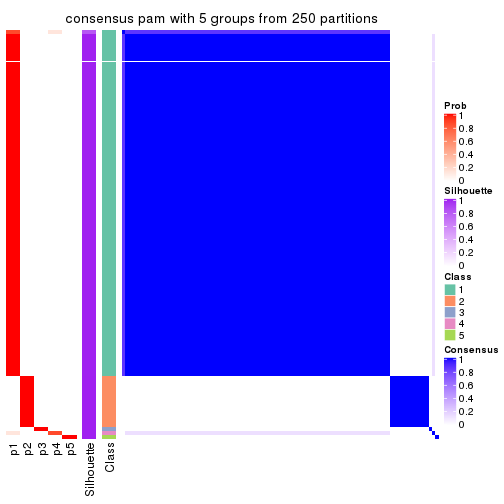 consensus pam with 5 groups from 250 partitions
Prob
1
0.8
0.6
0.4
0.2
0
Silhouette
1
0.8
0.6
0.4
0.2
0
Class
1
2
3
4
5
Consensus
1
0.8
0.6
0.4
0.2
0
p1
p2
p3
p4
p5
Silhouette
Class